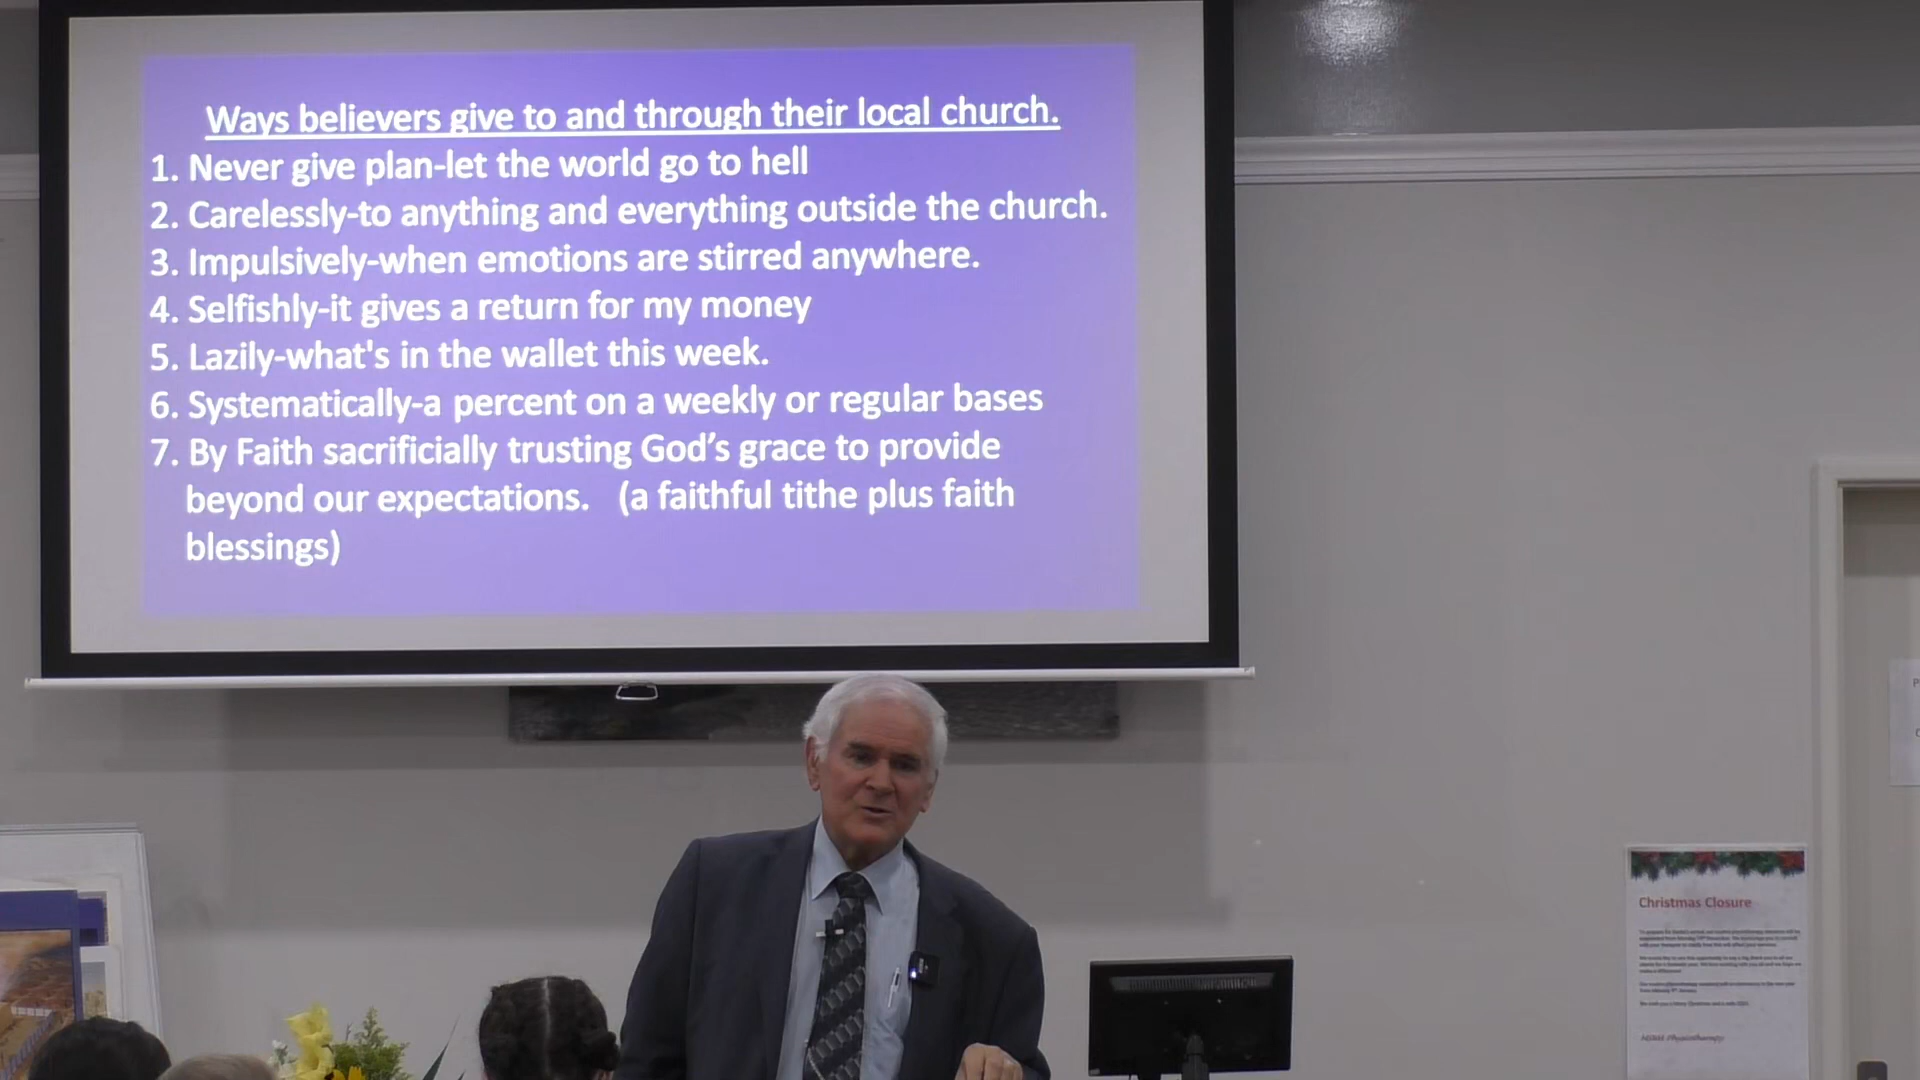 Ways believers give to and through their local church.
1. Never give plan-let the world go to hell
2. Carelessly-to anything and everything outside the church.
3. Impulsively-when emotions are stirred anywhere.
4. Selfishly-it gives a return for my money
5. Lazily-what's in the wallet this week.
6. Systematically-a percent on a weekly or regular bases
7. By Faith sacrificially trusting God’s grace to provide
beyond our expectations. (a faithful tithe plus faith
blessings)
Christmas Closure